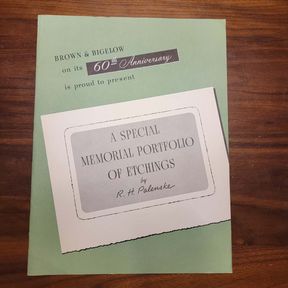 BROWN & BIGELOW
on its 60th Anniversary
is proud to present
A SPECIAL
MEMORIAL PORTFOLIO
OF ETCHINGS
by
R. H. Palenske